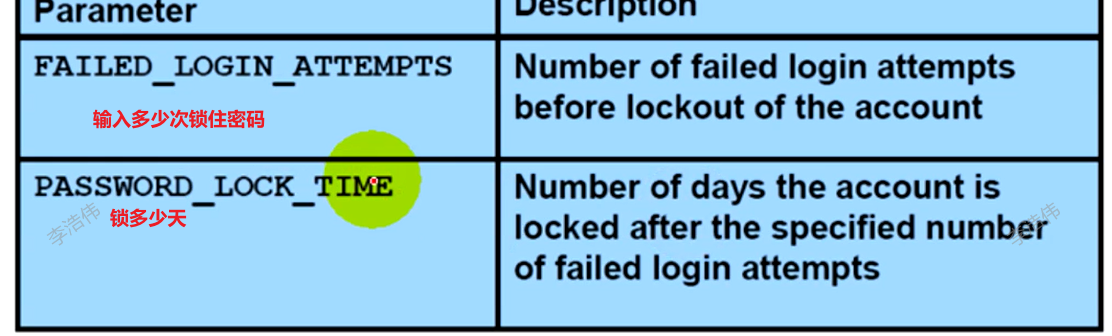 Parameter
Description
FAILED_LOGIN_ATTEMPTS
输入多少次锁住密码
Number of failed login attempts
before lockout of the account
PASSWORD_LOCK_TIME
锁多少天
李浩伟
Number of days the account is
locked after the specified number
of failed login attempts
李浩伟